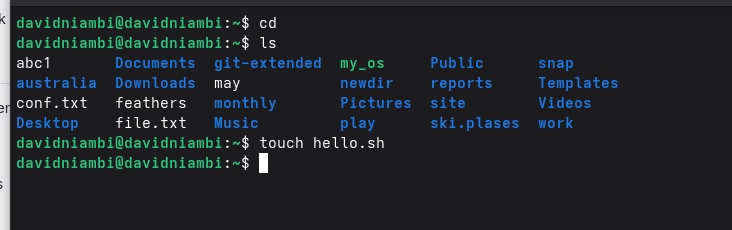 davidniambi@davidniambi:~$ cd
davidniambi@davidniambi:~$ ls
abc1 Documents git-extended my_os Public snap
australia Downloads may newdir reports Templates
conf.txt feathers monthly Pictures site Videos
Desktop file.txt Music play ski.plases work
davidniambi@davidniambi:~$ touch hello.sh
davidniambi@davidniambi:~$